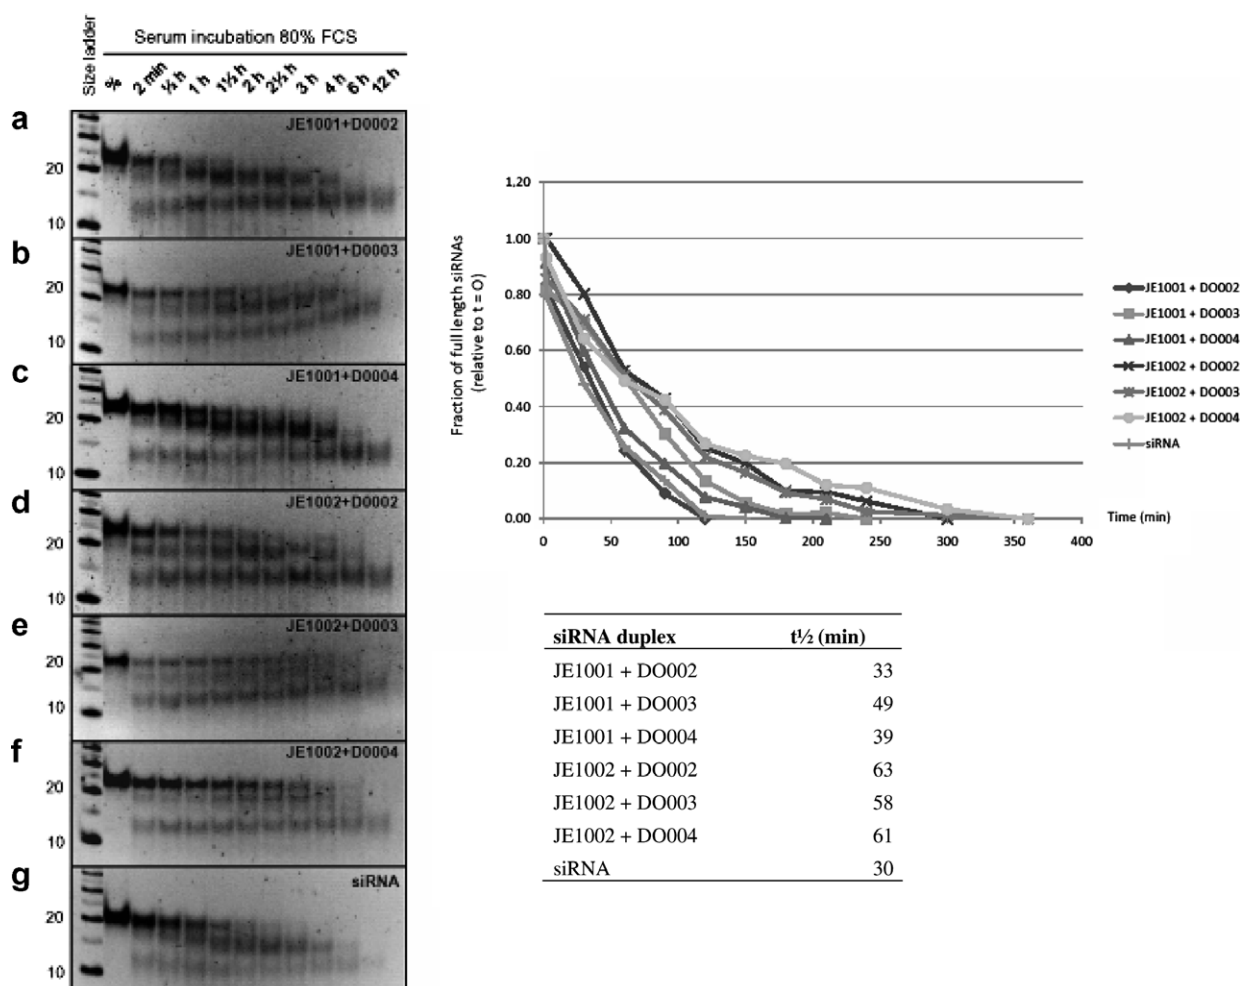 Serum incubation 80% FCS
Size ladder
%
2 min
½ h
1 h
1½ h
2 h
2½ h
3 h
4 h
6 h
12 h
a
JE1001+D0002
20
10
b
JE1001+D0003
20
10
c
JE1001+D0004
20
10
d
JE1002+D0002
20
10
e
JE1002+D0003
20
10
f
JE1002+D0004
20
10
g
siRNA
20
10
Fraction of full length siRNAs
(relative to t = O)
1,20
1.00
0.80
0.60
0.40
0.20
0.00
0
50
100
150
200
250
300
350
400
Time (min)
JE1001 + DO002
JE1001 + DO003
JE1001 + DO004
JE1002 + DO002
JE1002 + DO003
JE1002 + DO004
siRNA
siRNA duplex t½ (min)
JE1001 + DO002 33
JE1001 + DO003 49
JE1001 + DO004 39
JE1002 + DO002 63
JE1002 + DO003 58
JE1002 + DO004 61
siRNA 30